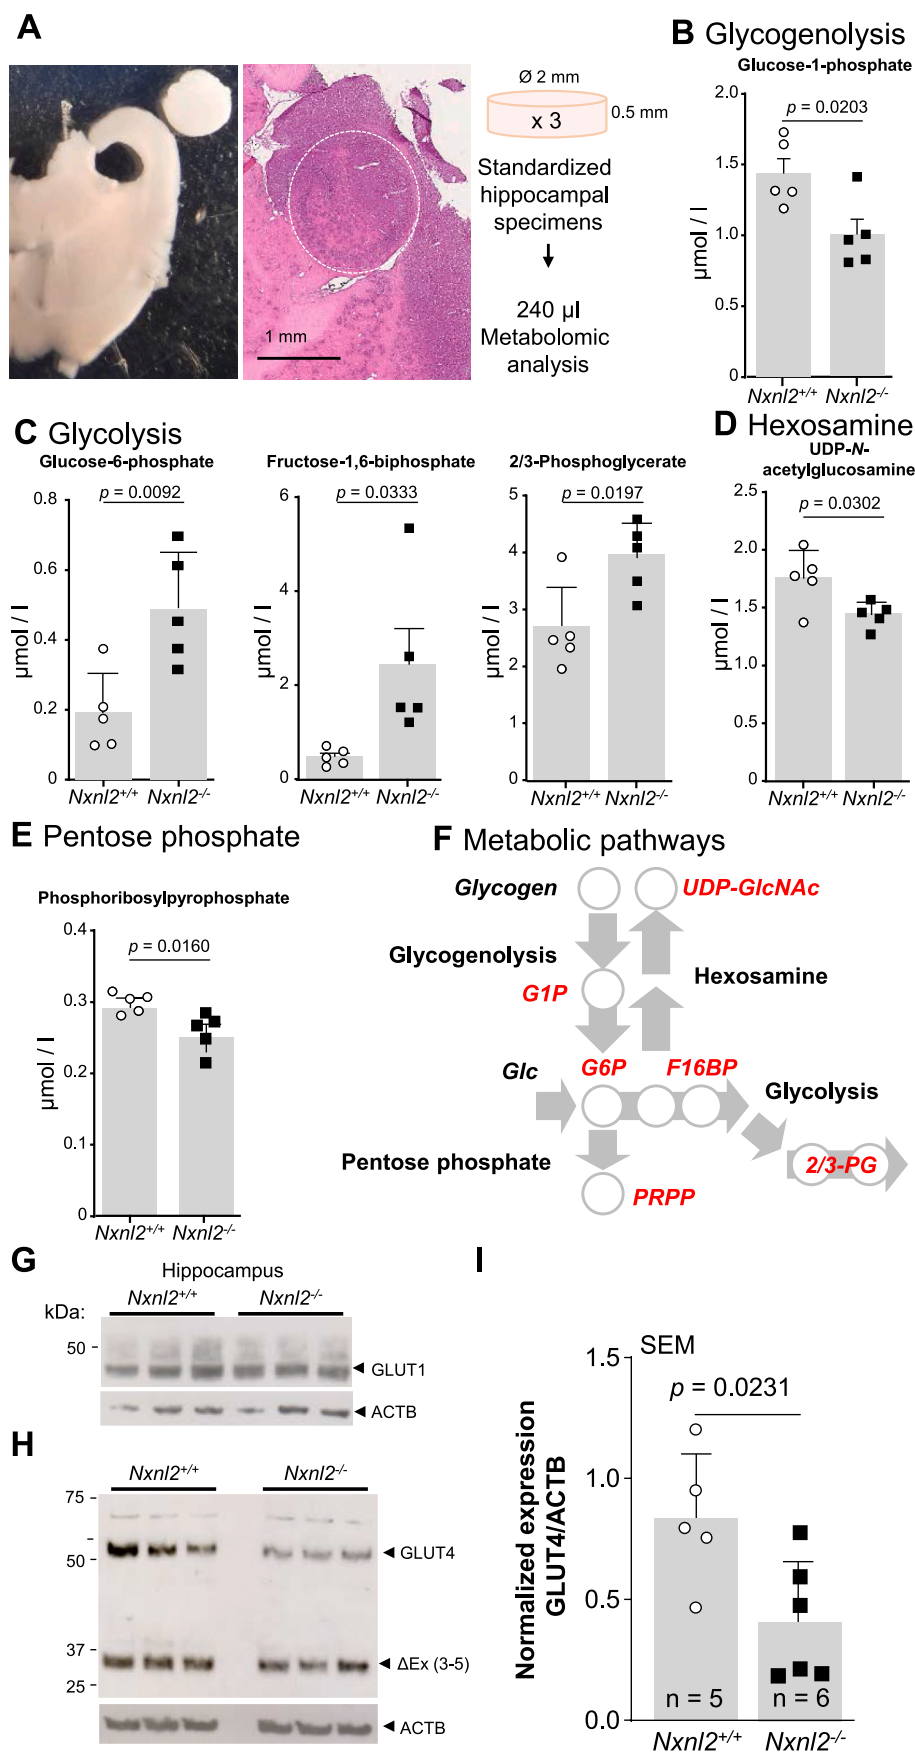 A
Ø 2 mm
x 3
0.5 mm
Standardized
hippocampal
specimens
240 µl
Metabolomic
analysis
1 mm
B Glycogenolysis
Glucose-1-phosphate
p = 0.0203
2.0
1.5
1.0
0.5
0
µmol / l
Nxnl2+/+ Nxnl2-/-
C Glycolysis
Glucose-6-phosphate
p = 0.0092
0.8
0.6
0.4
0.2
0
µmol / l
Nxnl2+/+ Nxnl2-/-
Fructose-1,6-biphosphate
p = 0.0333
6
4
2
0
µmol / l
Nxnl2+/+ Nxnl2-/-
2/3-Phosphoglycerate
p = 0.0197
5
4
3
2
1
0
µmol / l
Nxnl2+/+ Nxnl2-/-
D Hexosamine
UDP-N-
acetylglucosamine
p = 0.0302
2.5
2.0
1.5
1.0
0.5
0
µmol / l
Nxnl2+/+ Nxnl2-/-
E Pentose phosphate
Phosphoribosylpyrophosphate
p = 0.0160
0.4
0.3
0.2
0.1
0
µmol / l
Nxnl2+/+ Nxnl2-/-
F Metabolic pathways
Glycogen
UDP-GlcNAc
Glycogenolysis
Hexosamine
G1P
Glc
G6P
F16BP
Glycolysis
Pentose phosphate
2/3-PG
PRPP
G
Hippocampus
Nxnl2+/+ Nxnl2-/-
kDa:
50
GLUT1
ACTB
H
Nxnl2+/+ Nxnl2-/-
75
50
37
25
GLUT4
ΔEx (3-5)
ACTB
I
SEM
p = 0.0231
1.5
1.0
0.5
0.0
Normalized expression
GLUT4/ACTB
n = 5
n = 6
Nxnl2+/+ Nxnl2-/-